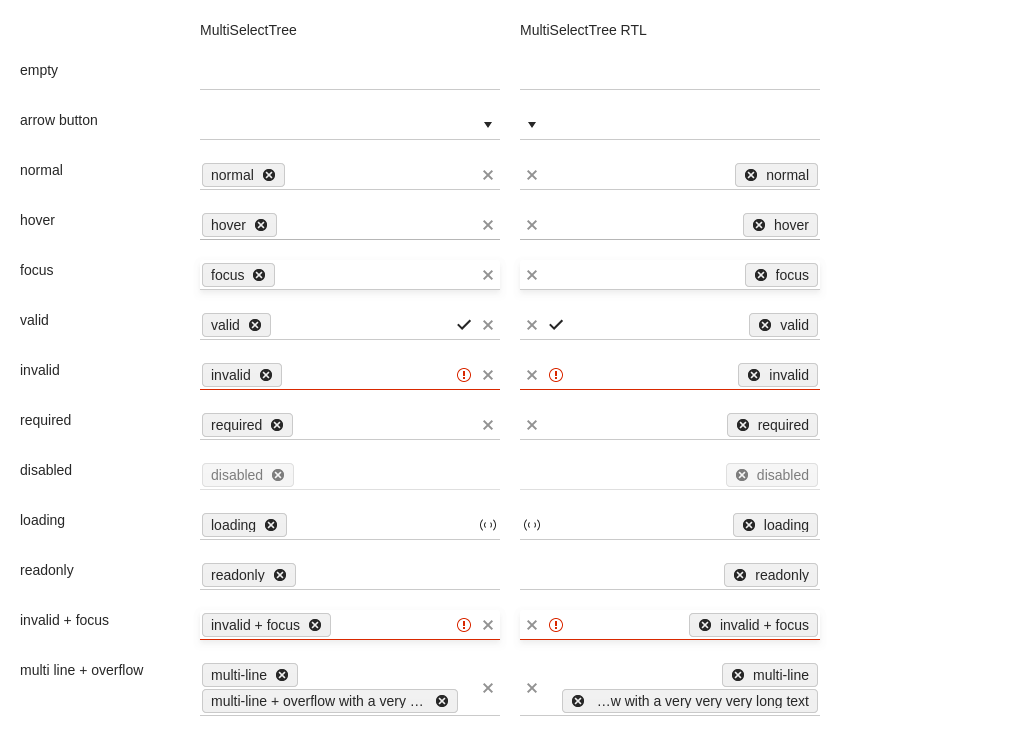 MultiSelectTree MultiSelectTree RTL
empty
arrow button
normal normal normal
hover hover hover
focus focus focus
valid valid valid
invalid invalid invalid
required required required
disabled disabled disabled
loading loading loading
readonly readonly readonly
invalid + focus invalid + focus invalid + focus
multi line + overflow multi-line multi-line
multi-line + overflow with a very … …w with a very very very long text